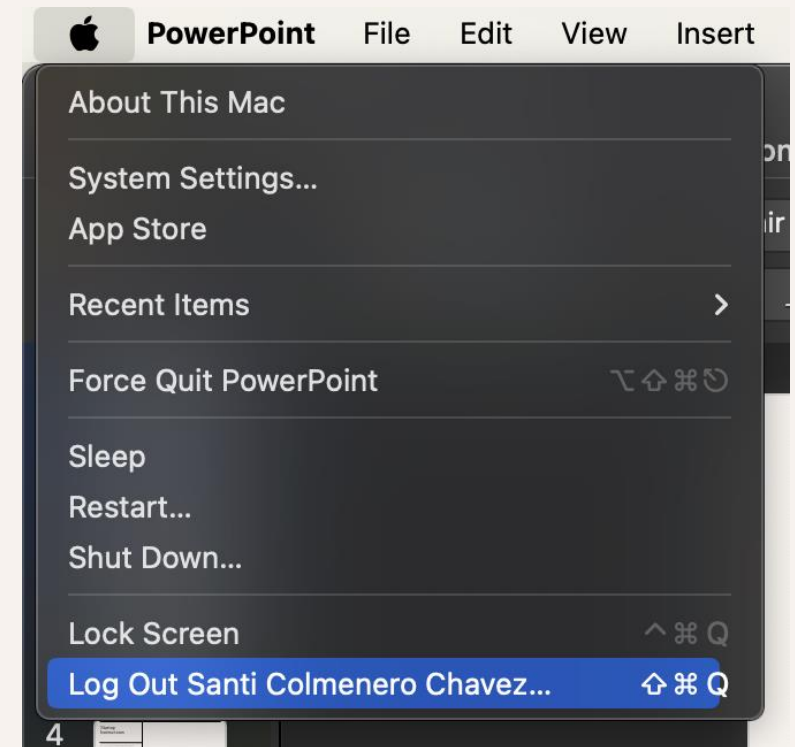 PowerPoint File Edit View Insert
About This Mac
System Settings...
App Store
Recent Items
Force Quit PowerPoint ⌥⇧⌘⎋
Sleep
Restart...
Shut Down...
Lock Screen ^⌘Q
Log Out Santi Colmenero Chavez... ⇧⌘Q
4